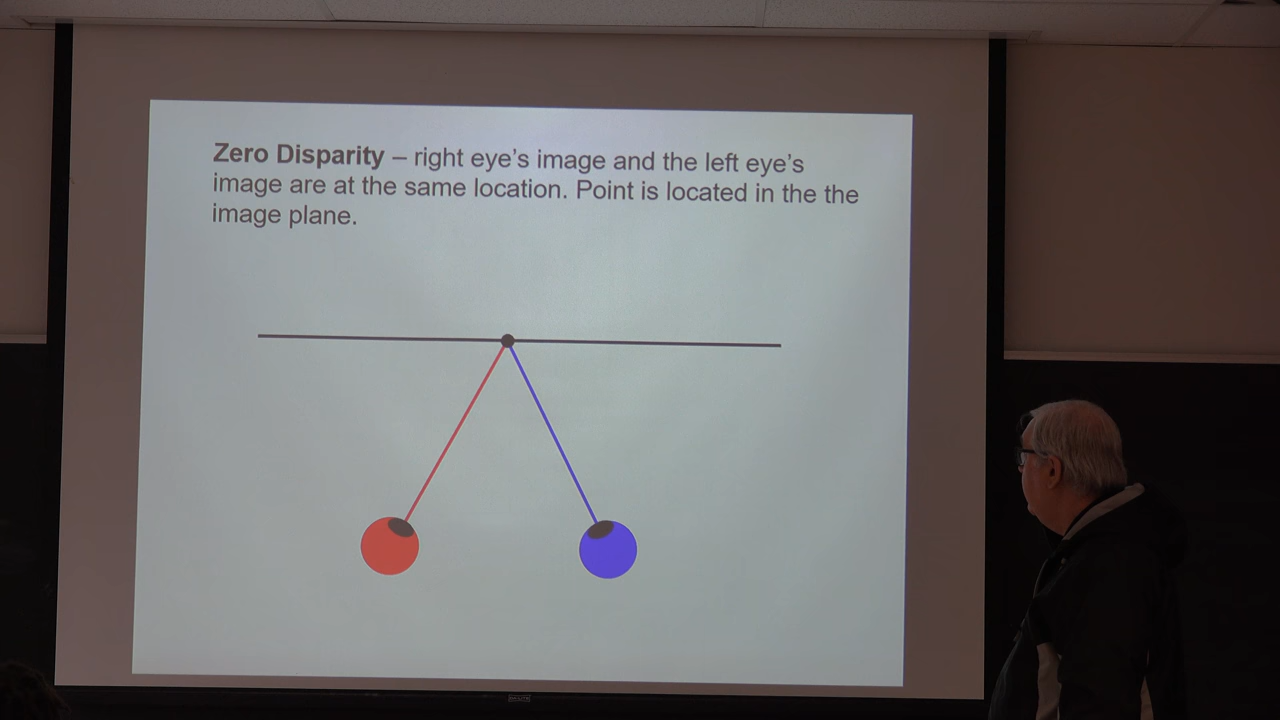 Zero Disparity – right eye's image and the left eye's
image are at the same location. Point is located in the the
image plane.